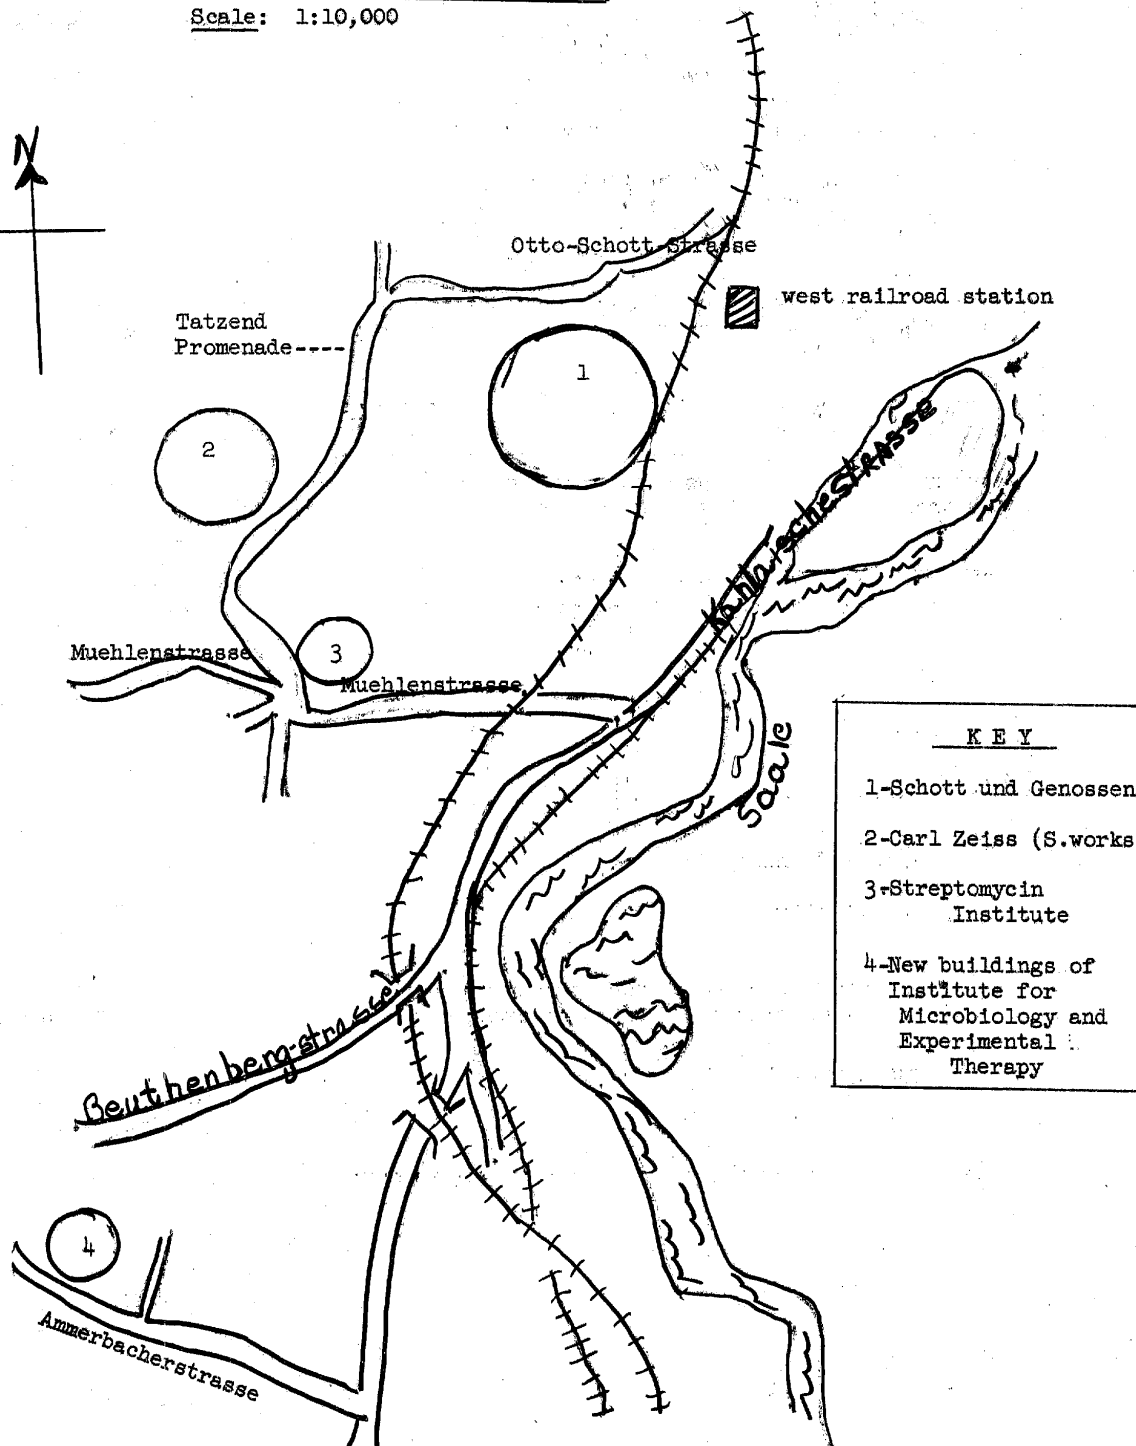 Scale: 1:10,000
N
Otto-Schott-Strasse
west railroad station
Tatzend
Promenade----
1
2
KahlaischeStRAssE
3
Muehlenstrasse
Muehlenstrasse
Saale
K E Y
1-Schott und Genossen
2-Carl Zeiss (S.works
3-Streptomycin
Institute
4-New buildings of
Institute for
Microbiology and
Experimental
Therapy
Beuthenberg-strasse
4
Ammerbacherstrasse